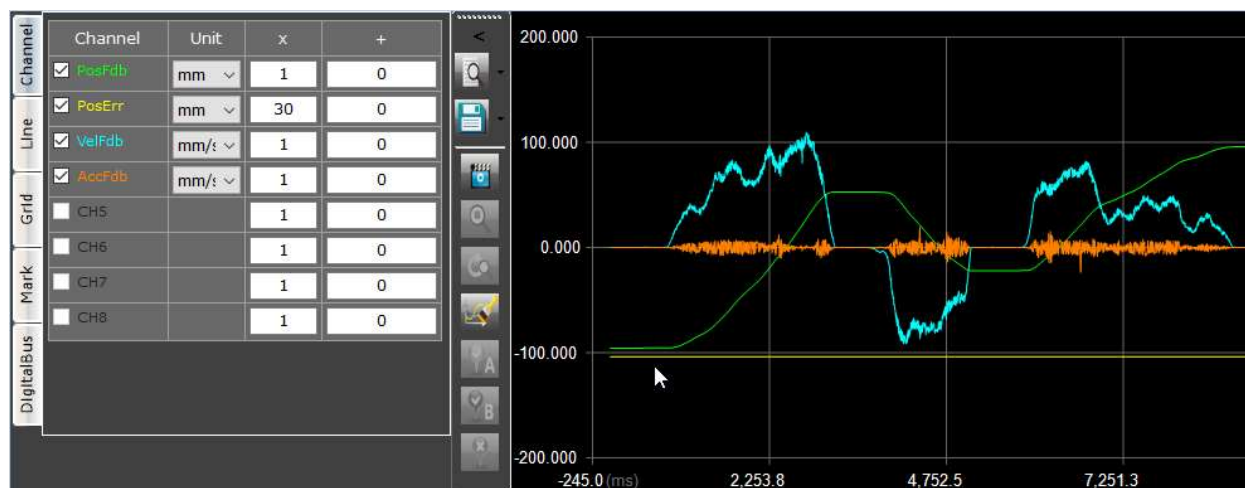 Channel Unit x +
PosFdb mm 1 0
PosErr mm 30 0
VelFdb mm/s 1 0
AccFdb mm/s 1 0
CH5 1 0
CH6 1 0
CH7 1 0
CH8 1 0
Channel
LIne
GrId
Mark
DIgItalBus
<
A
B
200.000
100.000
0.000
-100.000
-200.000
-245.0 (ms) 2,253.8 4,752.5 7,251.3